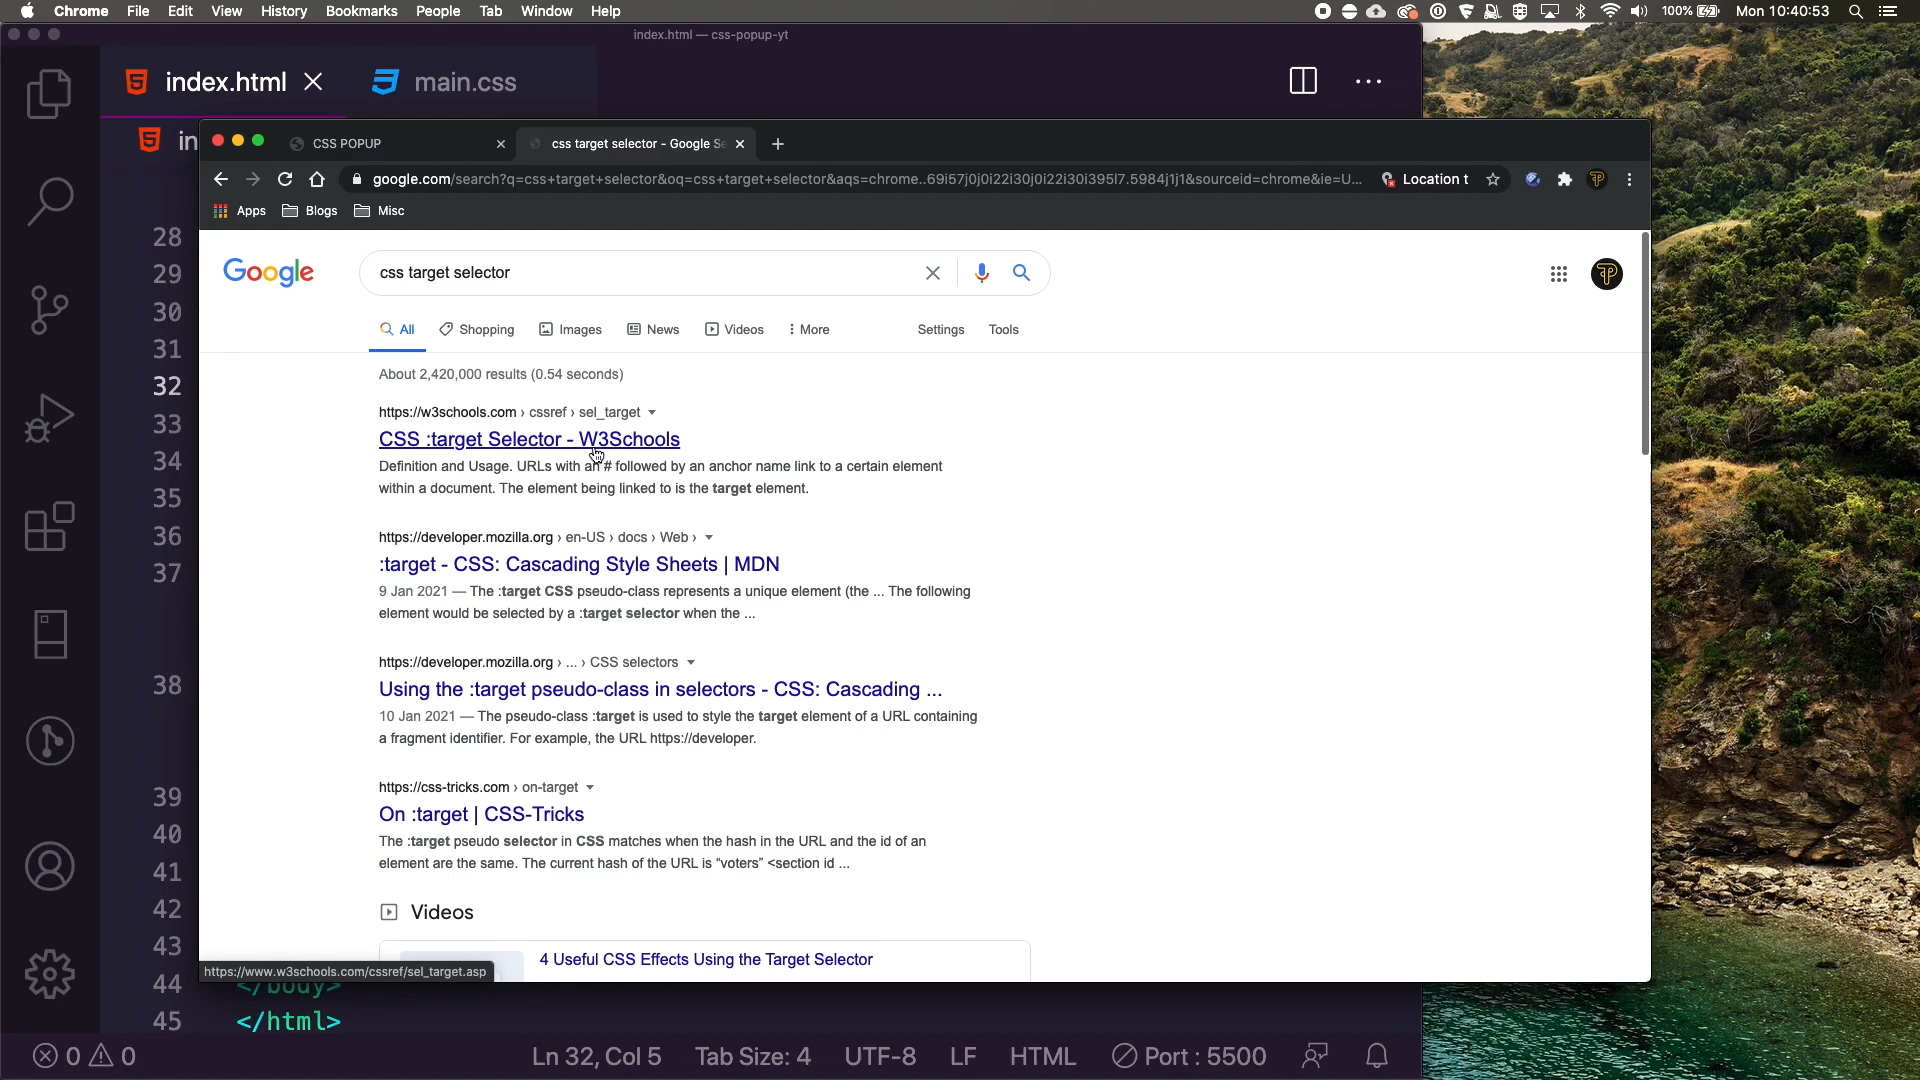 Chrome File Edit View History Bookmarks People Tab Window Help 100% Mon 10:40:53
index.html — css-popup-yt
index.html main.css
in
CSS POPUP css target selector - Google Se
google.com/search?q=css+target+selector&oq=css+target+selector&aqs=chrome..69i57j0j0i22i30j0i22i30i395l7.5984j1j1&sourceid=chrome&ie=U... Location t
Apps Blogs Misc
Google css target selector
All Shopping Images News Videos More Settings Tools
About 2,420,000 results (0.54 seconds)
https://w3schools.com › cssref › sel_target
CSS :target Selector - W3Schools
Definition and Usage. URLs with an # followed by an anchor name link to a certain element
within a document. The element being linked to is the target element.
https://developer.mozilla.org › en-US › docs › Web ›
:target - CSS: Cascading Style Sheets | MDN
9 Jan 2021 — The :target CSS pseudo-class represents a unique element (the ... The following
element would be selected by a :target selector when the ...
https://developer.mozilla.org › ... › CSS selectors
Using the :target pseudo-class in selectors - CSS: Cascading ...
10 Jan 2021 — The pseudo-class :target is used to style the target element of a URL containing
a fragment identifier. For example, the URL https://developer.
https://css-tricks.com › on-target
On :target | CSS-Tricks
The :target pseudo selector in CSS matches when the hash in the URL and the id of an
element are the same. The current hash of the URL is “voters” <section id ...
Videos
4 Useful CSS Effects Using the Target Selector
https://www.w3schools.com/cssref/sel_target.asp
28
29
30
31
32
33
34
35
36
37
38
39
40
41
42
43
44 </body>
45 </html>
0 0 Ln 32, Col 5 Tab Size: 4 UTF-8 LF HTML Port : 5500